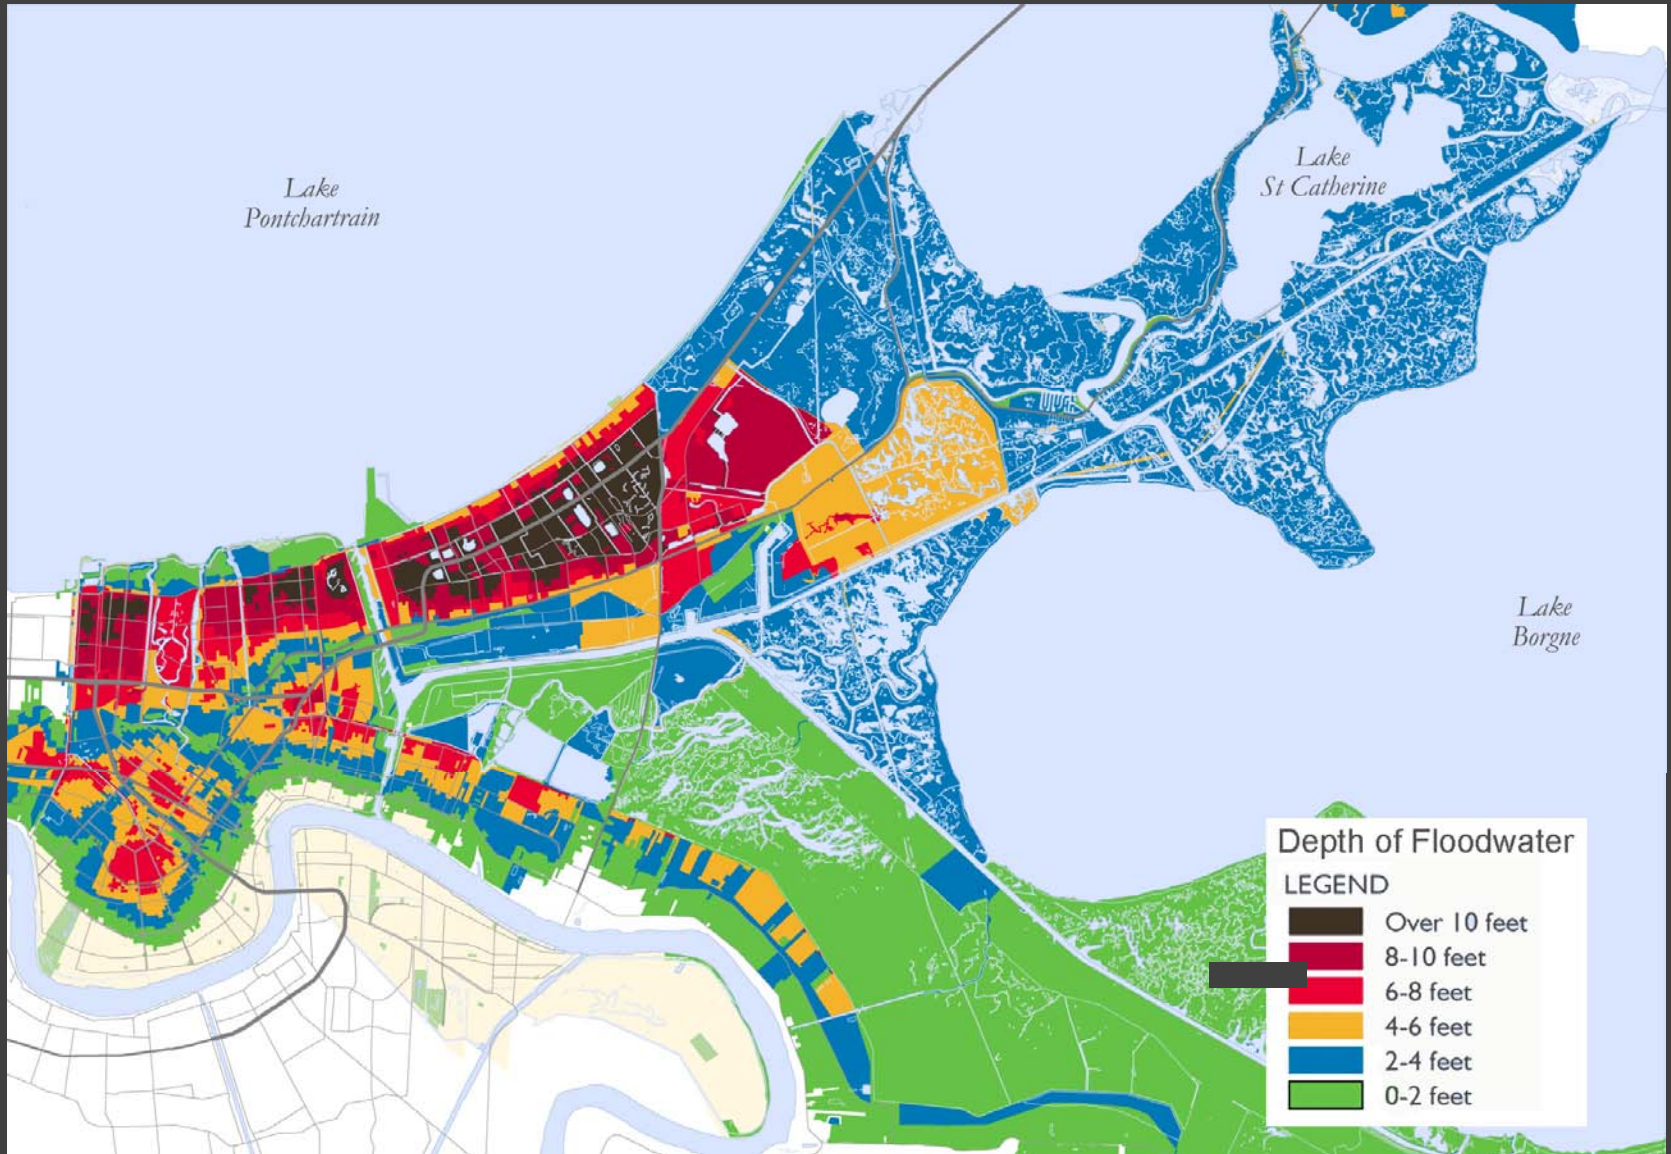 Lake
Pontchartrain
Lake
St Catherine
Lake
Borgne
Depth of Floodwater
LEGEND
Over 10 feet
8-10 feet
6-8 feet
4-6 feet
2-4 feet
0-2 feet